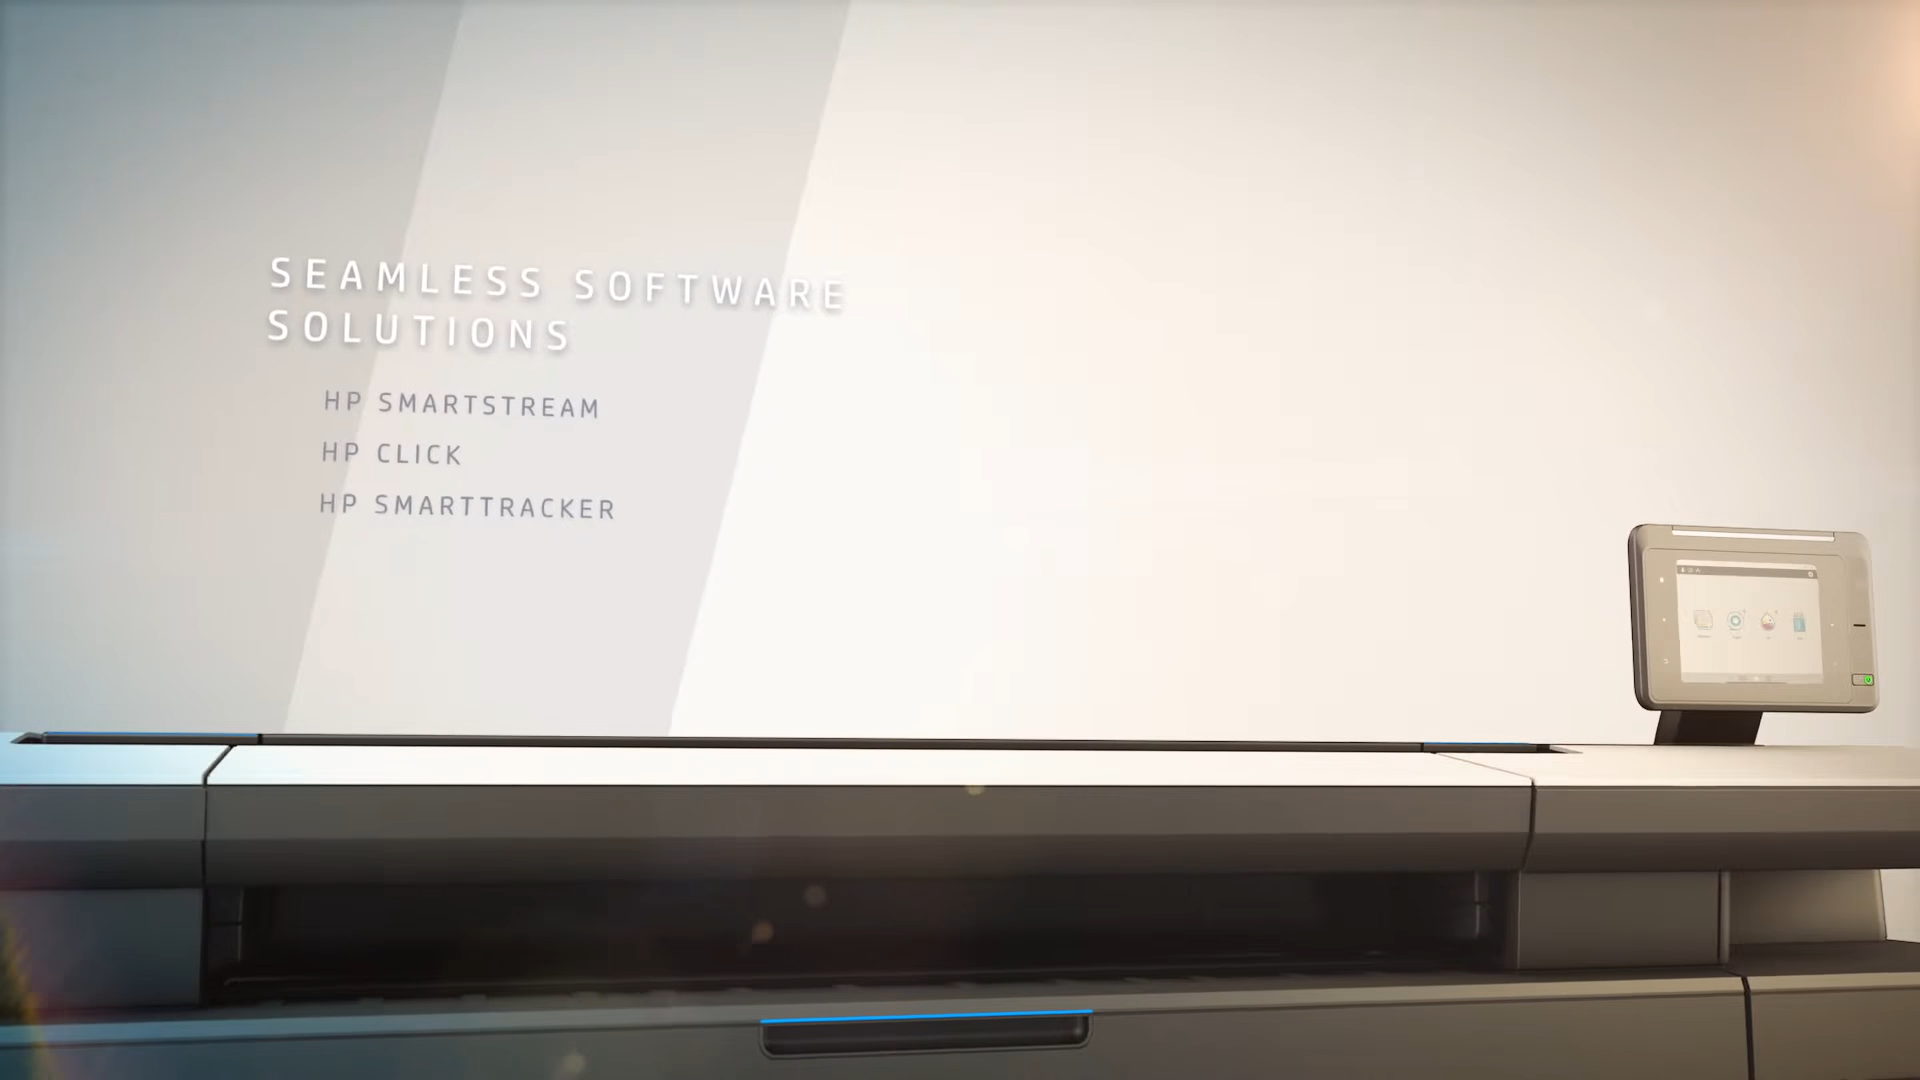 SEAMLESS SOFTWARE
SOLUTIONS
HP SMARTSTREAM
HP CLICK
HP SMARTTRACKER